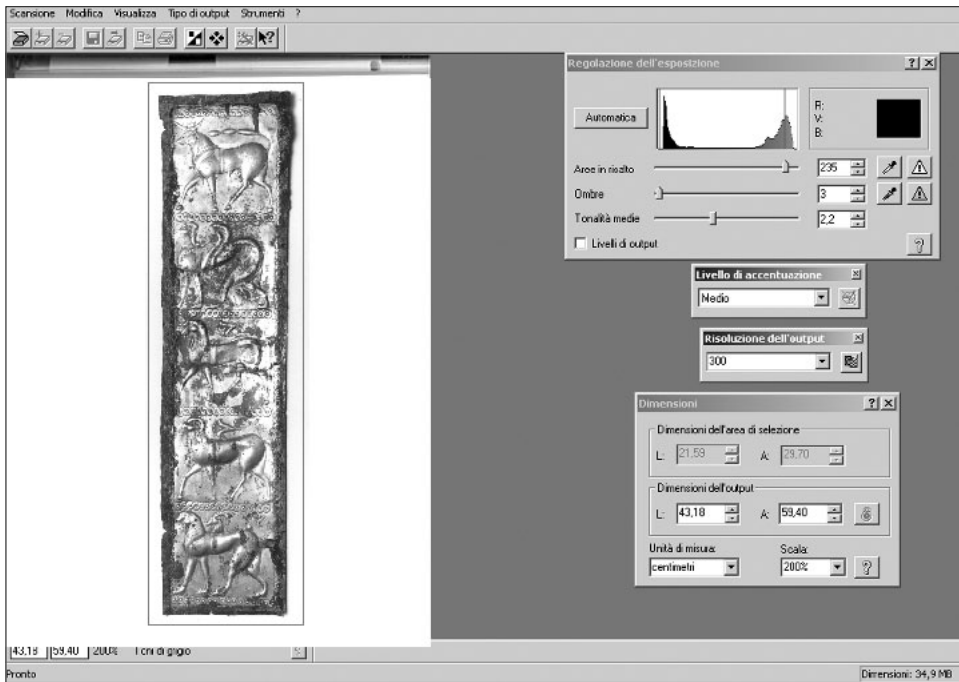 Scansione Modifica Visualizza Tipo di output Strumenti ?
Regolazione dell'esposizione
Automatica
R:
V:
B:
Aree in risalto 235
Ombre 3
Tonalità medie 2,2
Livelli di output
Livello di accentuazione
Medio
Risoluzione dell'output
300
Dimensioni
Dimensioni dell'area di selezione
L: 21,59 A: 29,70
Dimensioni dell'output
L: 43,18 A: 59,40
Unità di misura: Scala:
centimetri 200%
43,18 59,40 200% Toni di grigio
Pronto Dimensioni: 34,9 MB